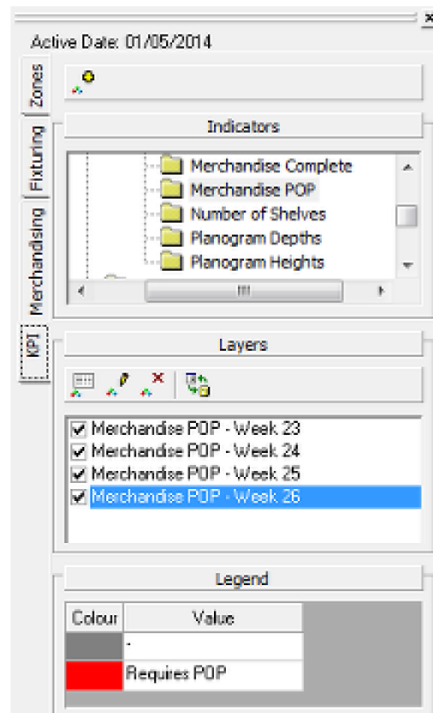 Active Date: 01/05/2014
Zones
Fixturing
Merchandising
KPI
Indicators
Merchandise Complete
Merchandise POP
Number of Shelves
Planogram Depths
Planogram Heights
Layers
Merchandise POP - Week 23
Merchandise POP - Week 24
Merchandise POP - Week 25
Merchandise POP - Week 26
Legend
Colour Value
-
Requires POP